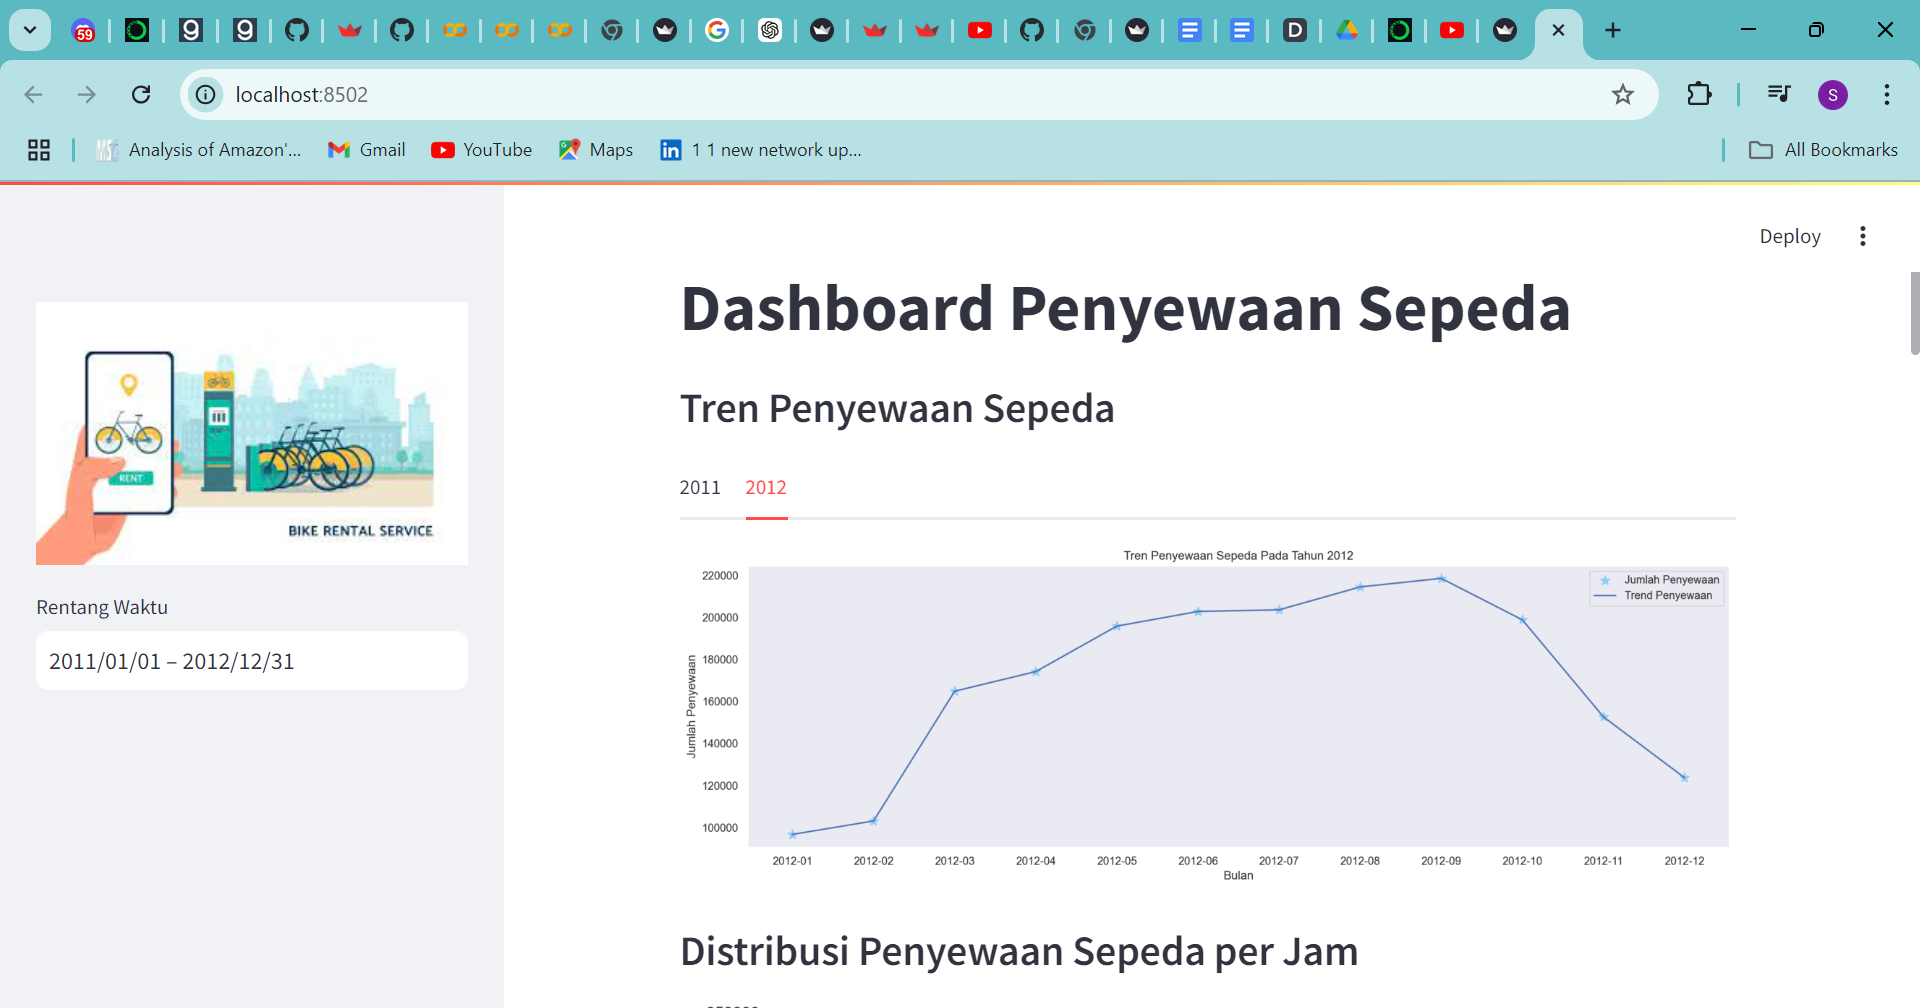 59
localhost:8502
S
Analysis of Amazon'...
Gmail
YouTube
Maps
1 1 new network up...
All Bookmarks
Deploy
RENT
BIKE RENTAL SERVICE
Rentang Waktu
2011/01/01 – 2012/12/31
Dashboard Penyewaan Sepeda
Tren Penyewaan Sepeda
2011 2012
Tren Penyewaan Sepeda Pada Tahun 2012
Jumlah Penyewaan
Trend Penyewaan
Jumlah Penyewaan
220000
200000
180000
160000
140000
120000
100000
2012-01 2012-02 2012-03 2012-04 2012-05 2012-06 2012-07 2012-08 2012-09 2012-10 2012-11 2012-12
Bulan
Distribusi Penyewaan Sepeda per Jam